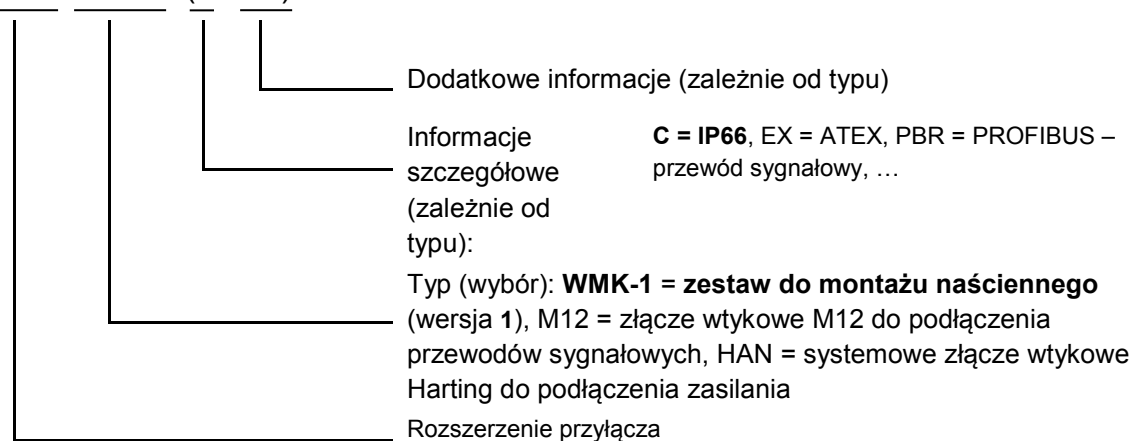 Dodatkowe informacje (zależnie od typu)
Informacje szczegółowe (zależnie od typu):
C = IP66, EX = ATEX, PBR = PROFIBUS –
przewód sygnałowy, …
Typ (wybór): WMK-1 = zestaw do montażu naściennego
(wersja 1), M12 = złącze wtykowe M12 do podłączenia
przewodów sygnałowych, HAN = systemowe złącze wtykowe
Harting do podłączenia zasilania
Rozszerzenie przyłącza